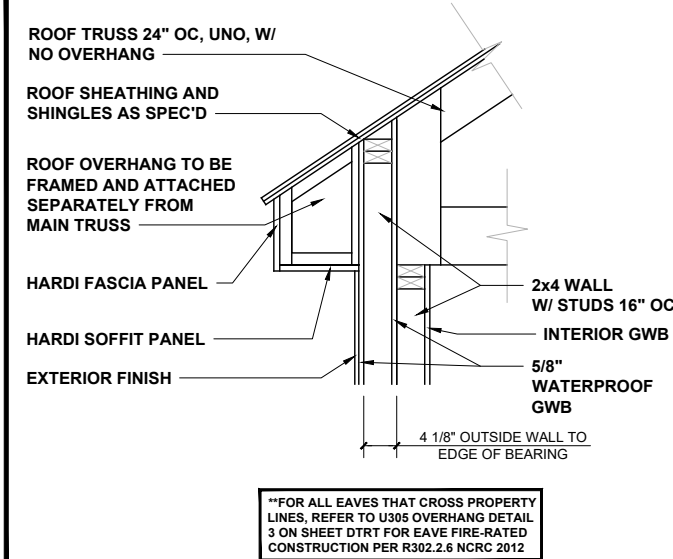 ROOF TRUSS 24" OC, UNO, W/
NO OVERHANG
ROOF SHEATHING AND
SHINGLES AS SPEC'D
ROOF OVERHANG TO BE
FRAMED AND ATTACHED
SEPARATELY FROM
MAIN TRUSS
HARDI FASCIA PANEL
HARDI SOFFIT PANEL
EXTERIOR FINISH
2x4 WALL
W/ STUDS 16" OC
INTERIOR GWB
5/8"
WATERPROOF
GWB
4 1/8" OUTSIDE WALL TO
EDGE OF BEARING
**FOR ALL EAVES THAT CROSS PROPERTY
LINES, REFER TO U305 OVERHANG DETAIL
3 ON SHEET DTRT FOR EAVE FIRE-RATED
CONSTRUCTION PER R302.2.6 NCRC 2012